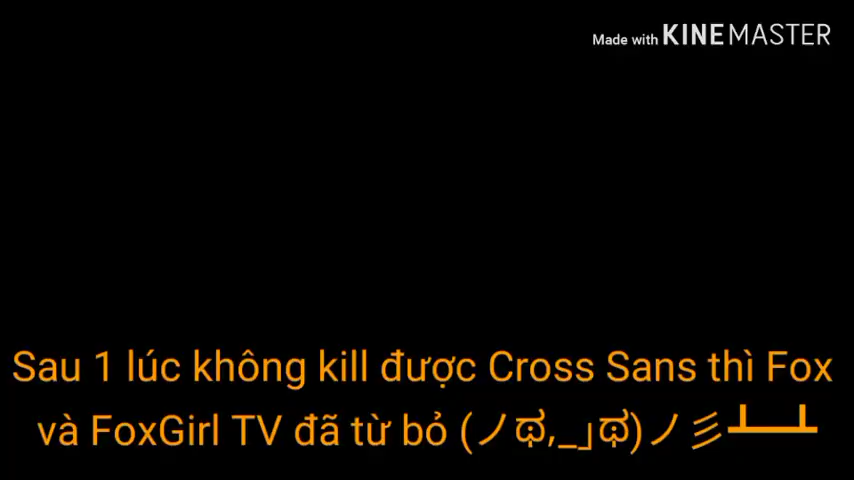 Made with KINEMASTER
Sau 1 lúc không kill được Cross Sans thì Fox
và FoxGirl TV đã từ bỏ (ノಥ,_｣ಥ)ノ彡┻━┻